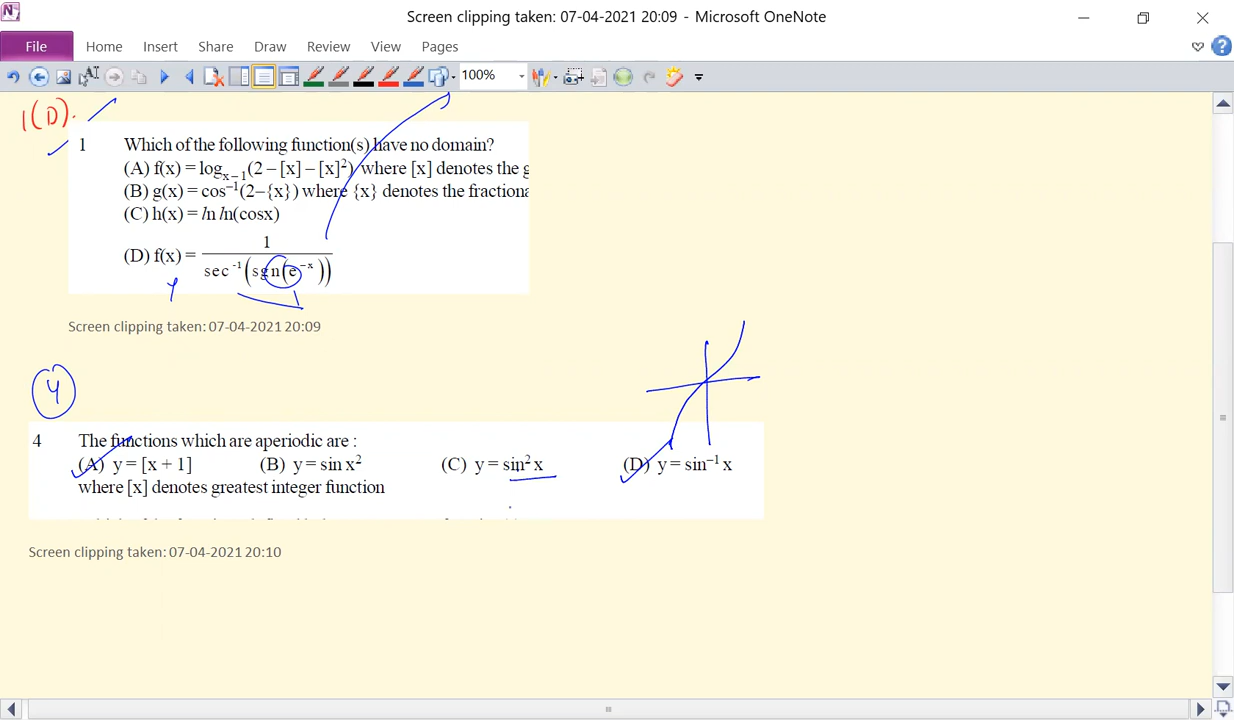 Screen clipping taken: 07-04-2021 20:09 - Microsoft OneNote
File Home Insert Share Draw Review View Pages
100%
1(D).
1 Which of the following function(s) have no domain?
(A) f(x) = log_{x−1}(2 – [x] – [x]²) where [x] denotes the g
(B) g(x) = cos⁻¹(2–{x}) where {x} denotes the fractiona
(C) h(x) = ln ln(cosx)
(D) f(x) = 1 / sec⁻¹(sgn(e⁻ˣ))
Screen clipping taken: 07-04-2021 20:09
4
4 The functions which are aperiodic are :
(A) y = [x + 1] (B) y = sin x² (C) y = sin² x (D) y = sin⁻¹ x
where [x] denotes greatest integer function
Screen clipping taken: 07-04-2021 20:10